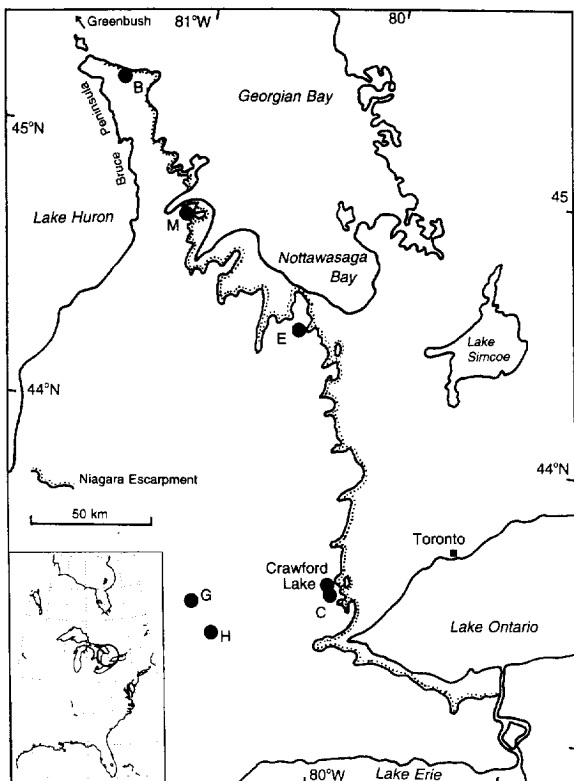 Greenbush
81°W
80
B
Georgian Bay
45°N
Bruce Peninsula
45
Lake Huron
M
Nottawasaga
Bay
E
Lake
Simcoe
44°N
44°N
Niagara Escarpment
50 km
Toronto
Crawford
Lake
G
C
H
Lake Ontario
80°W
Lake Erie